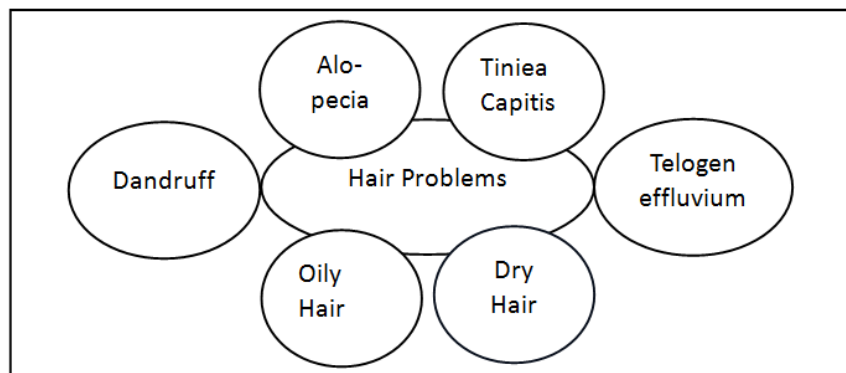 Alo-
pecia
Tiniea
Capitis
Dandruff
Hair Problems
Telogen
effluvium
Oily
Hair
Dry
Hair